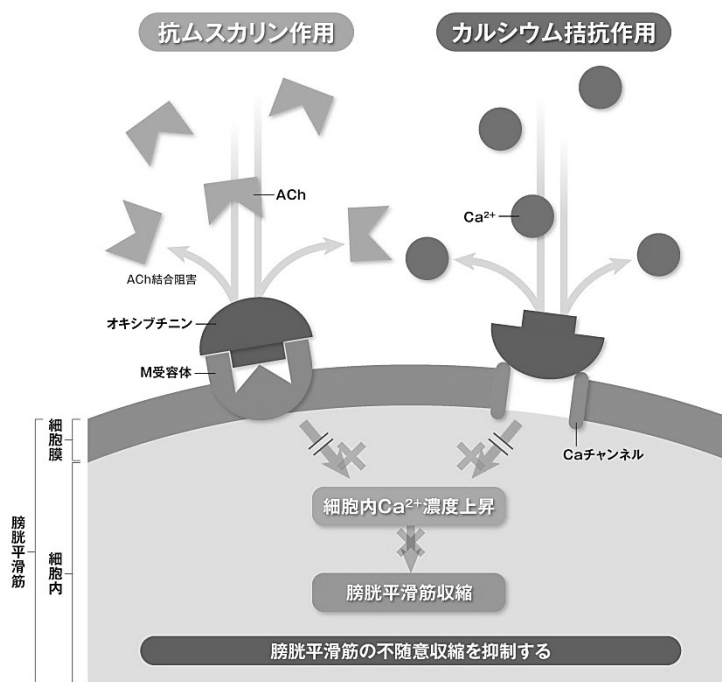 抗ムスカリン作用
カルシウム拮抗作用
ACh
Ca²⁺
ACh結合阻害
オキシブチニン
M受容体
Caチャンネル
細胞膜
膀胱平滑筋
細胞内
細胞内Ca²⁺濃度上昇
膀胱平滑筋収縮
膀胱平滑筋の不随意収縮を抑制する